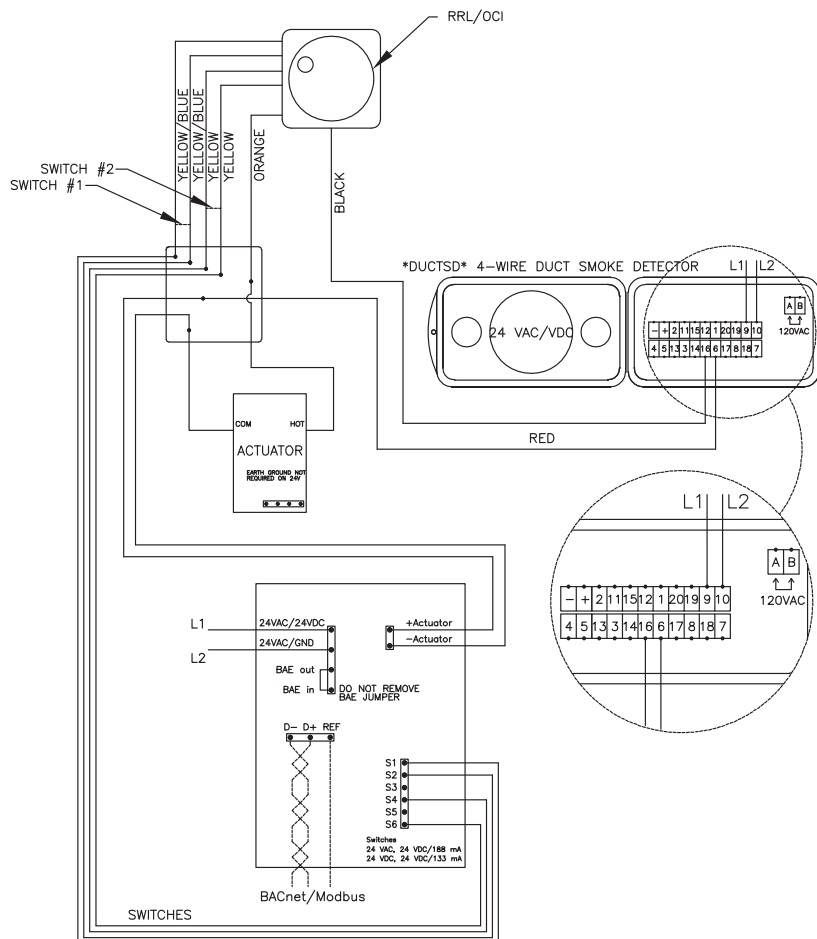 RRL/OCI
YELLOW/BLUE
YELLOW/BLUE
YELLOW
YELLOW
ORANGE
BLACK
SWITCH #2
SWITCH #1
*DUCTSD* 4-WIRE DUCT SMOKE DETECTOR
L1 L2
24 VAC/VDC
A B
120VAC
- + 2 11 15 12 1 20 19 9 10
4 5 13 3 14 16 6 17 8 18 7
RED
COM HOT
ACTUATOR
EARTH GROUND NOT
REQUIRED ON 24V
L1 L2
A B
120VAC
- + 2 11 15 12 1 20 19 9 10
4 5 13 3 14 16 6 17 8 18 7
L1 24VAC/24VDC
L2 24VAC/GND
+Actuator
-Actuator
BAE out
BAE in
DO NOT REMOVE
BAE JUMPER
D- D+ REF
S1
S2
S3
S4
S5
S6
Switches
24 VAC, 24 VDC/188 mA
24 VDC, 24 VDC/133 mA
BACnet/Modbus
SWITCHES